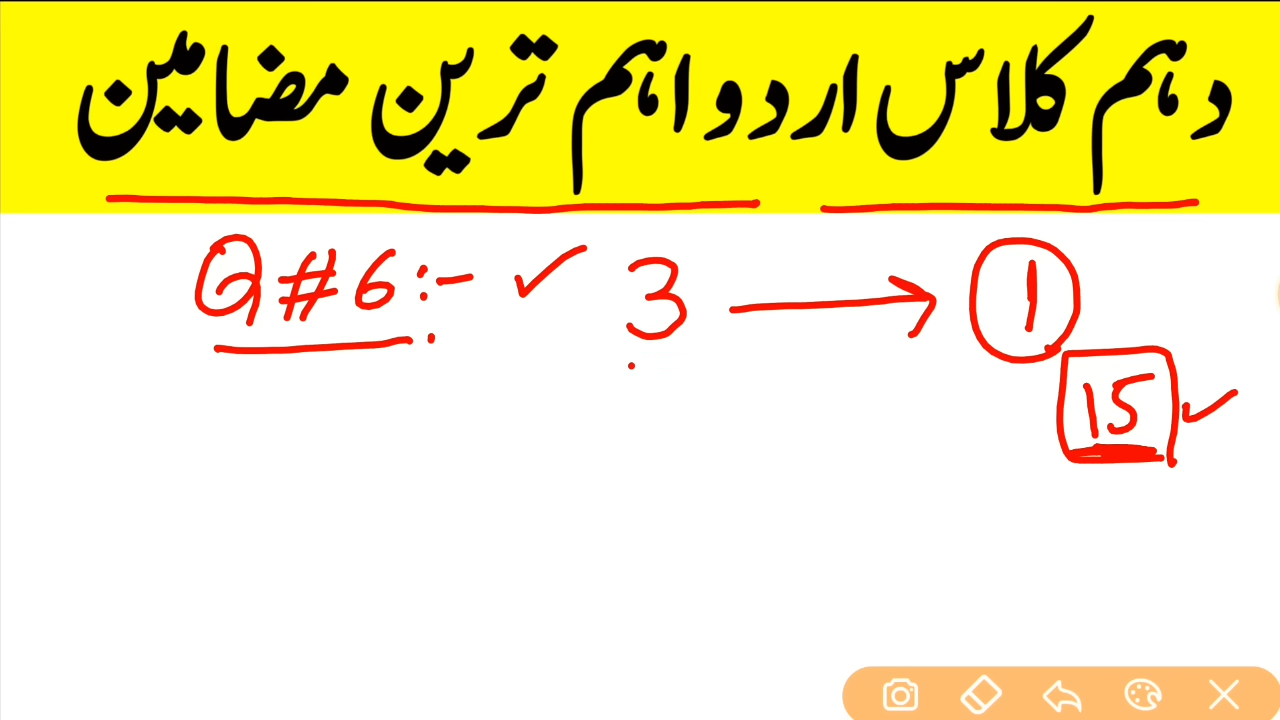 دہم کلاس اردو اہم ترین مضامین
Q#6:- ✓ 3 → 1
15 ✓